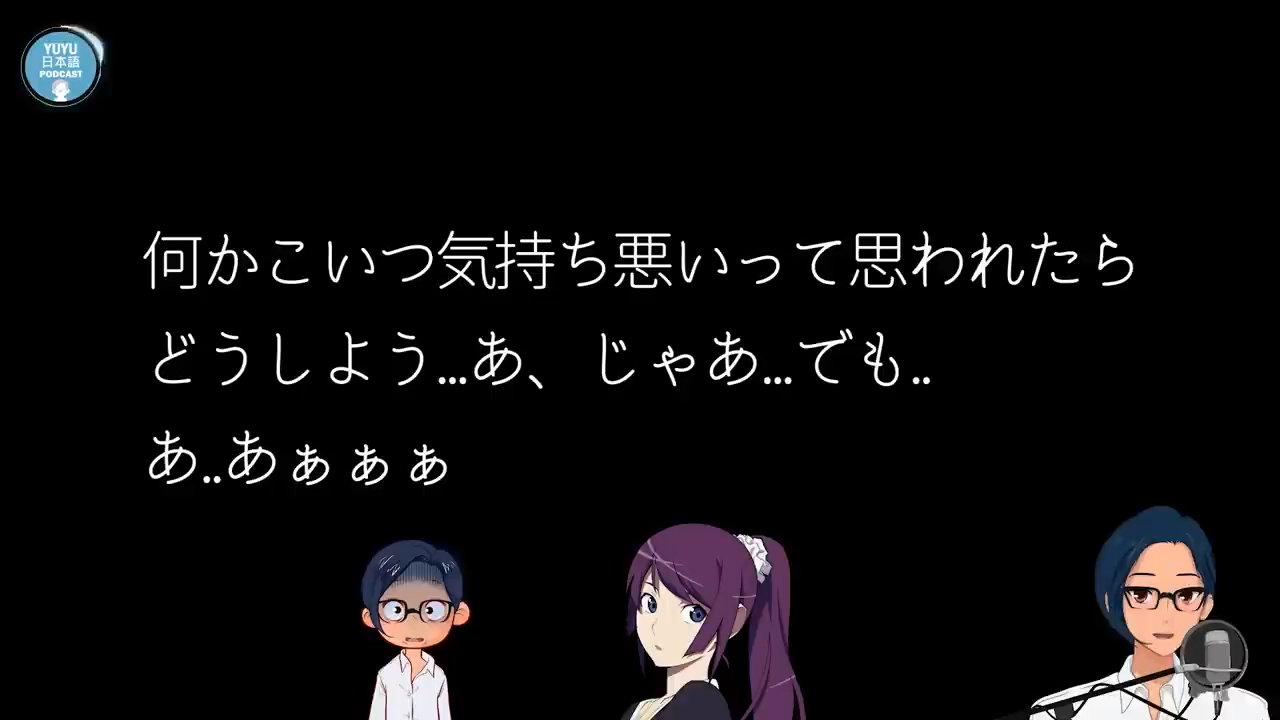 YUYU
日本語
PODCAST
何かこいつ気持ち悪いって思われたら
どうしよう...あ、じゃあ...でも..
あ..あぁぁぁ